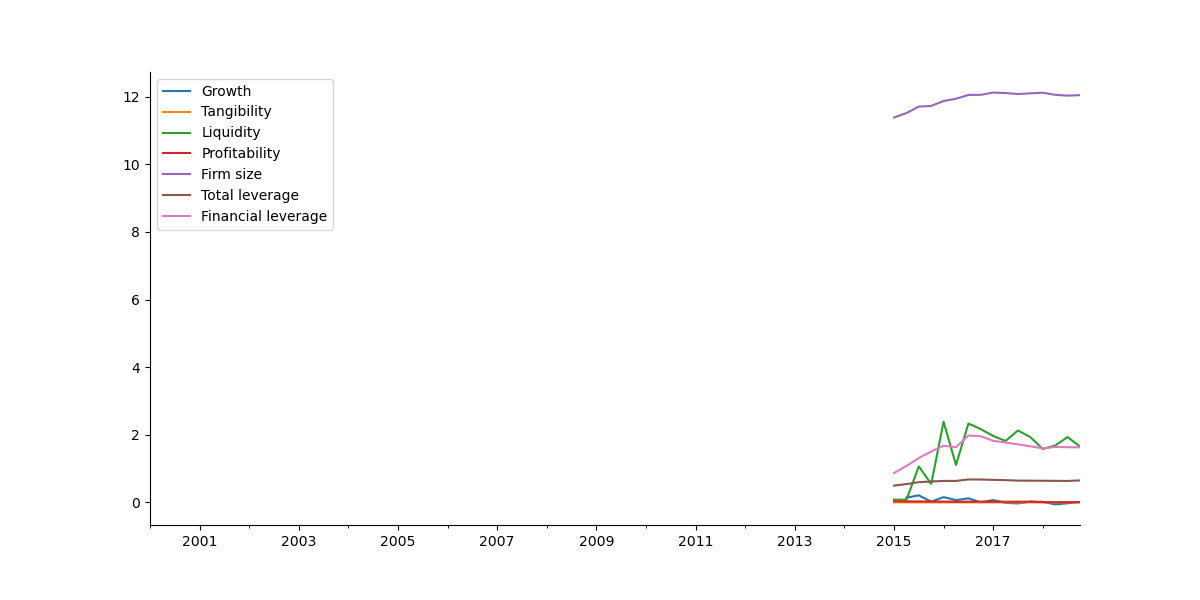 12
10
8
6
4
2
0
Growth
Tangibility
Liquidity
Profitability
Firm size
Total leverage
Financial leverage
2001 2003 2005 2007 2009 2011 2013 2015 2017